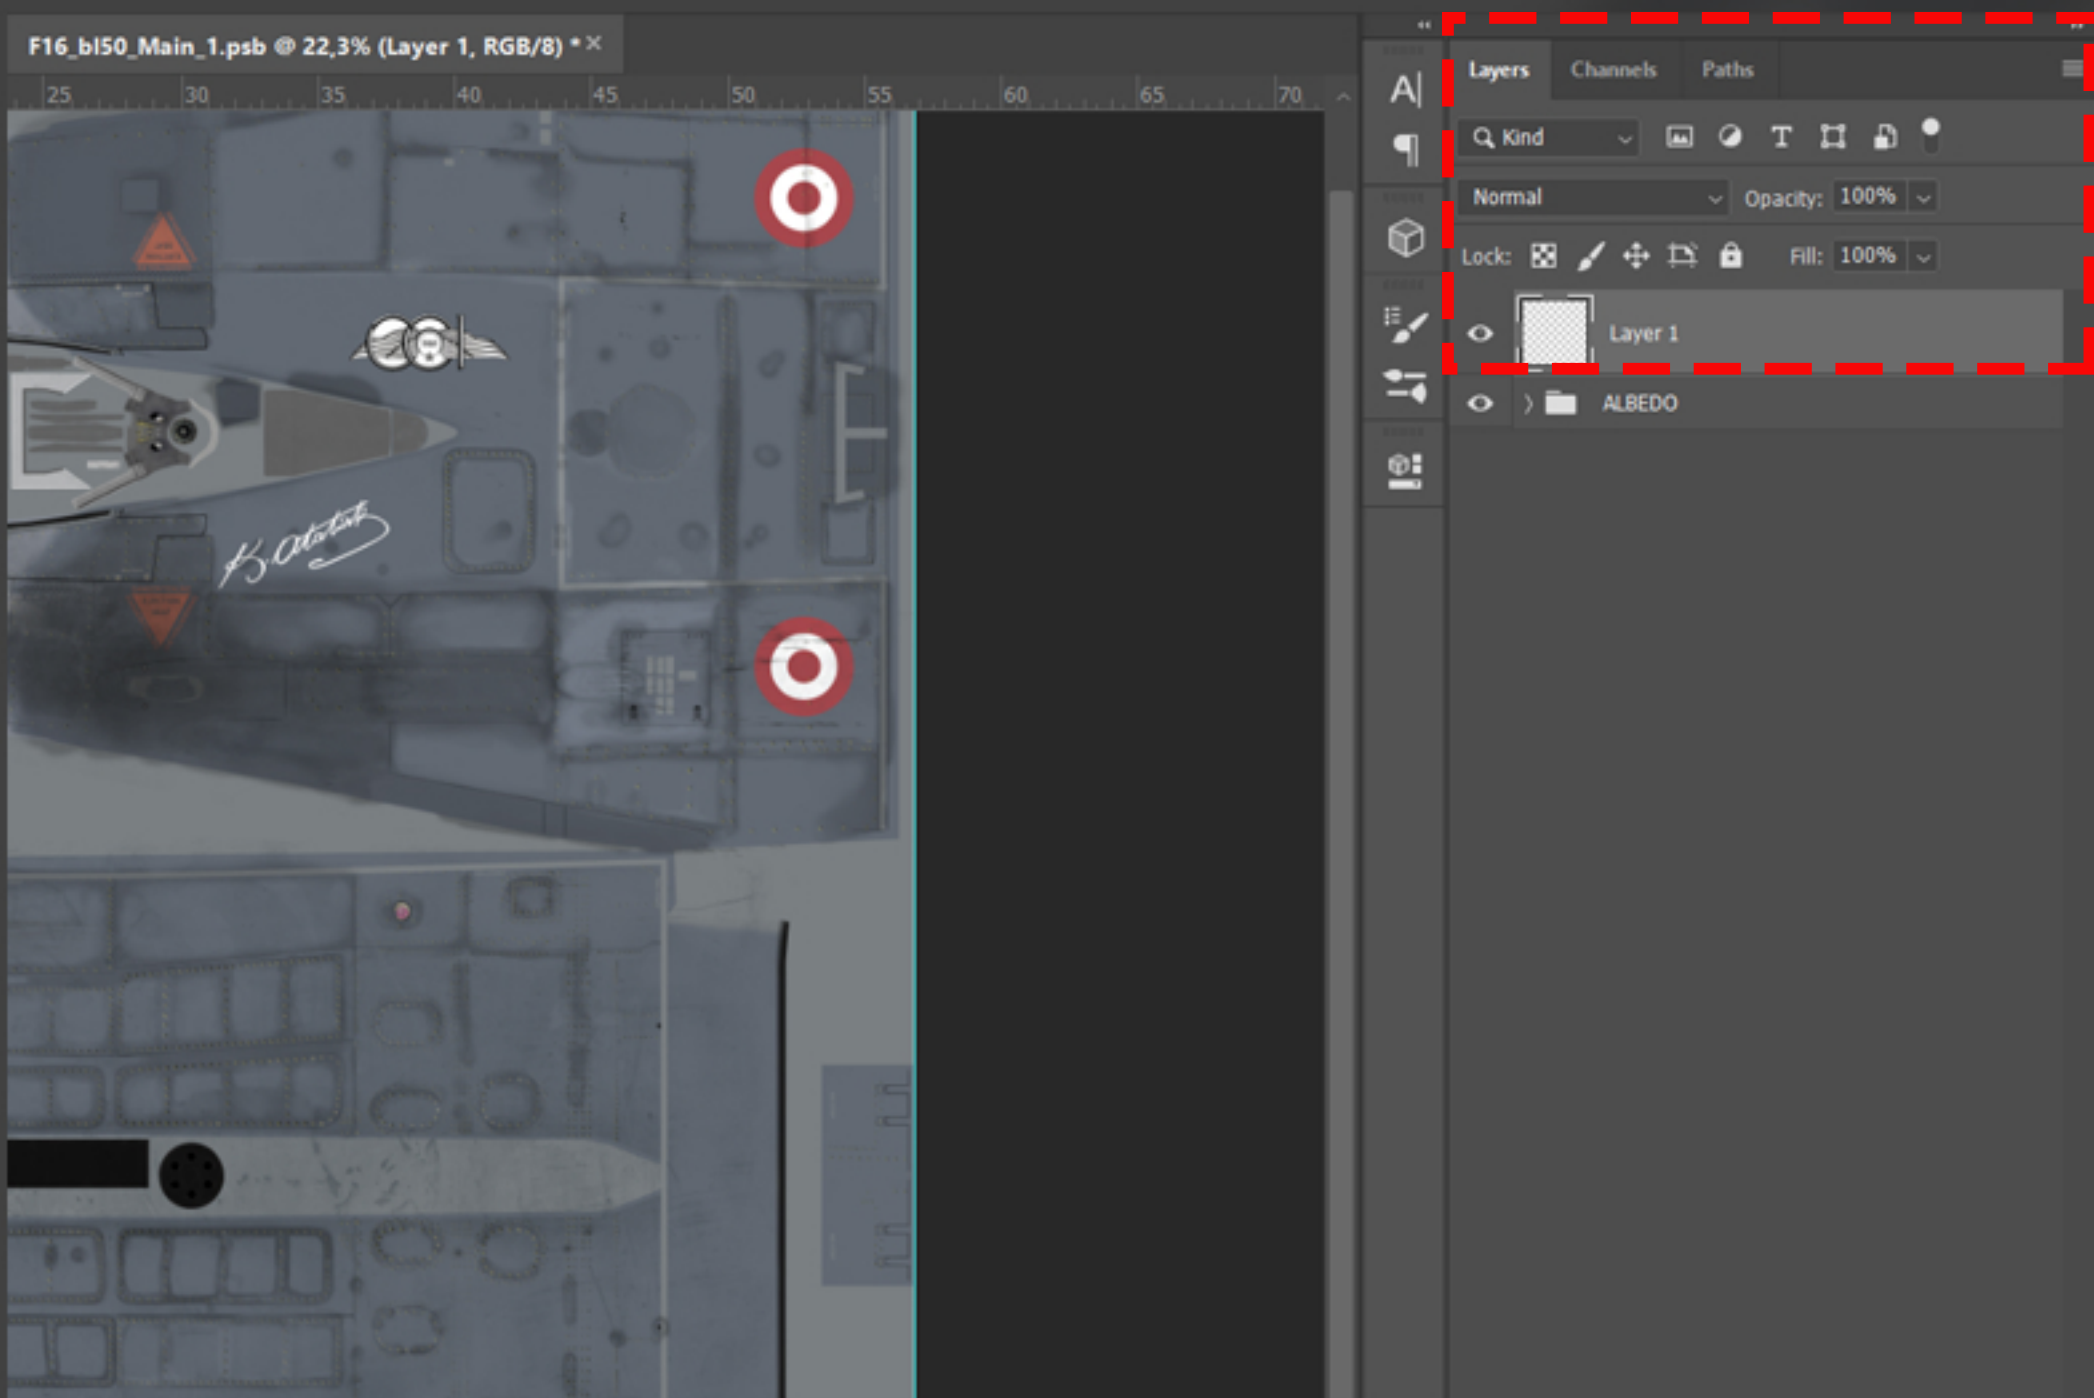 F16_bl50_Main_1.psb @ 22,3% (Layer 1, RGB/8) *
25 30 35 40 45 50 55 60 65 70
Layers Channels Paths
Kind
Normal Opacity: 100%
Lock: Fill: 100%
Layer 1
ALBEDO
K. Atatürk